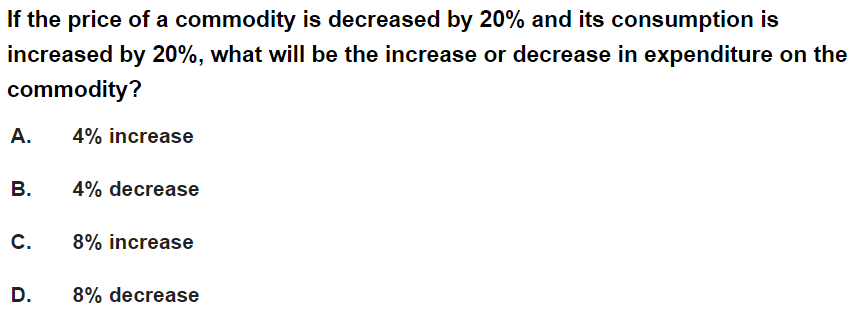 If the price of a commodity is decreased by 20% and its consumption is
increased by 20%, what will be the increase or decrease in expenditure on the
commodity?
A. 4% increase
B. 4% decrease
C. 8% increase
D. 8% decrease